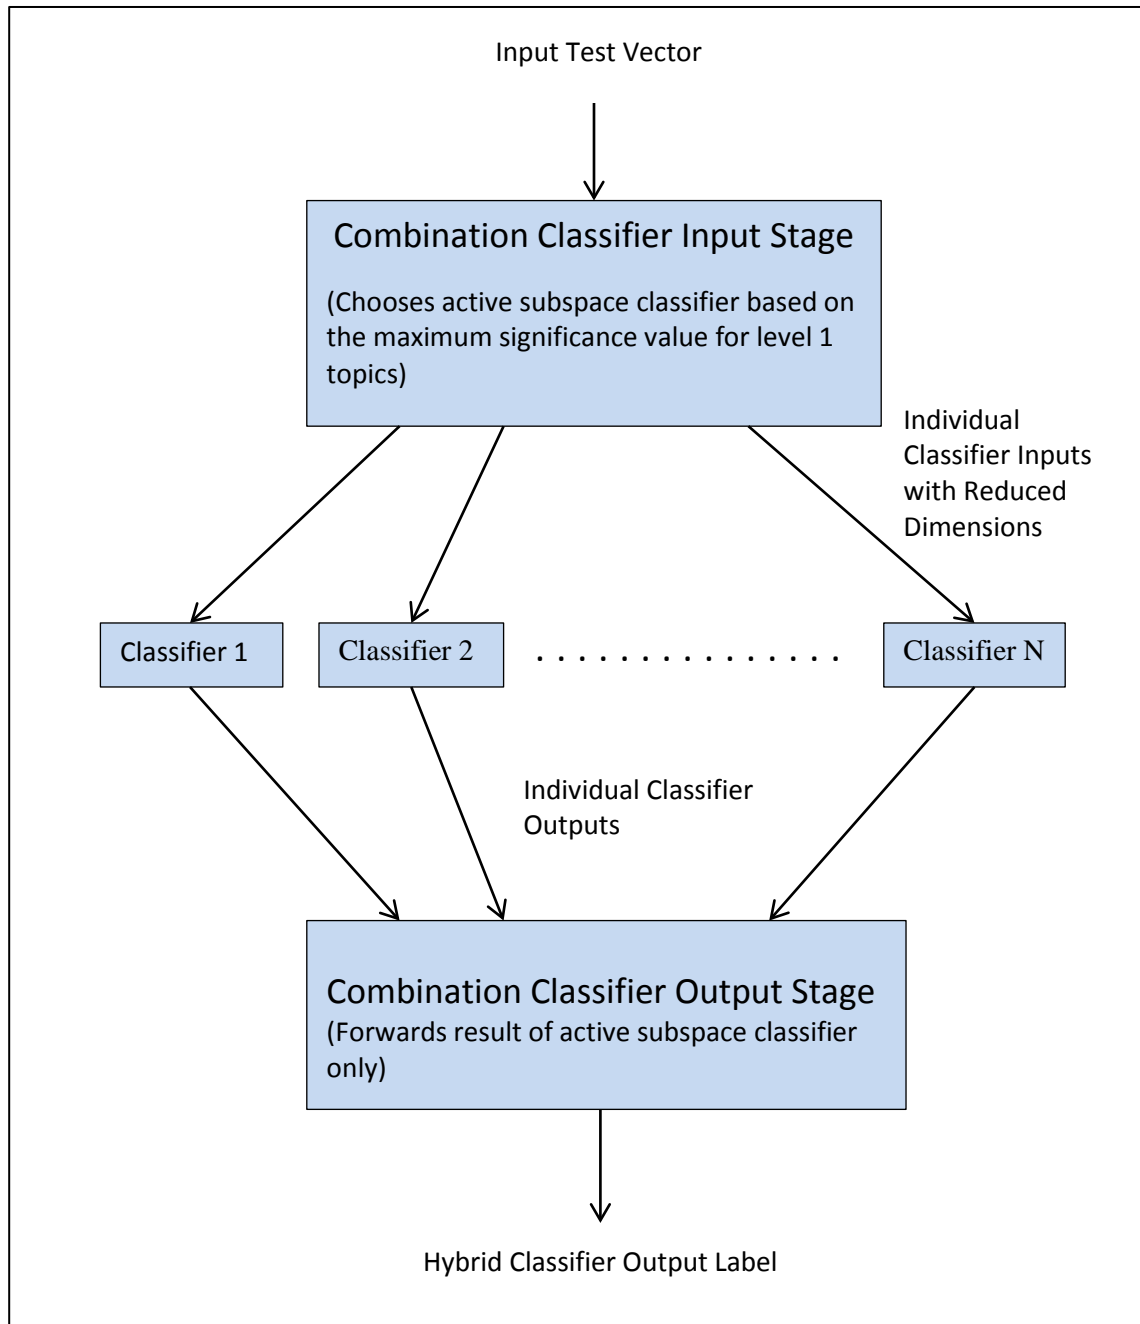 Input Test Vector
Combination Classifier Input Stage
(Chooses active subspace classifier based on
the maximum significance value for level 1
topics)
Individual
Classifier Inputs
with Reduced
Dimensions
Classifier 1
Classifier 2
. . . . . . . . . . . . . . .
Classifier N
Individual Classifier
Outputs
Combination Classifier Output Stage
(Forwards result of active subspace classifier
only)
Hybrid Classifier Output Label